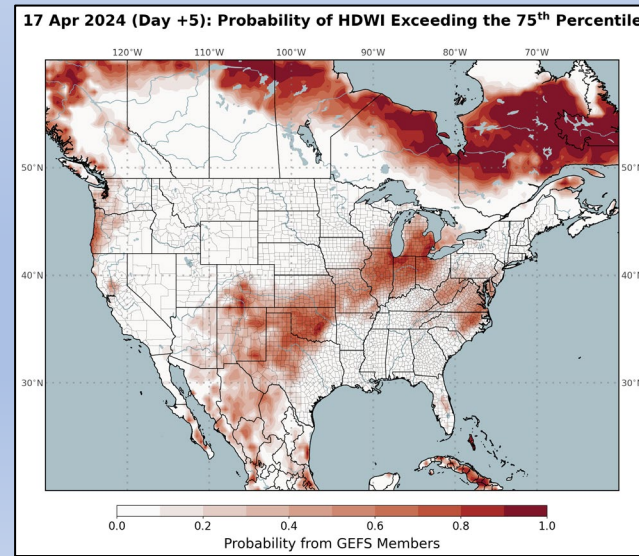 17 Apr 2024 (Day +5): Probability of HDWI Exceeding the 75th Percentile
120°W 110°W 100°W 90°W 80°W 70°W
50°N 50°N
40°N 40°N
30°N 30°N
0.0 0.2 0.4 0.6 0.8 1.0
Probability from GEFS Members